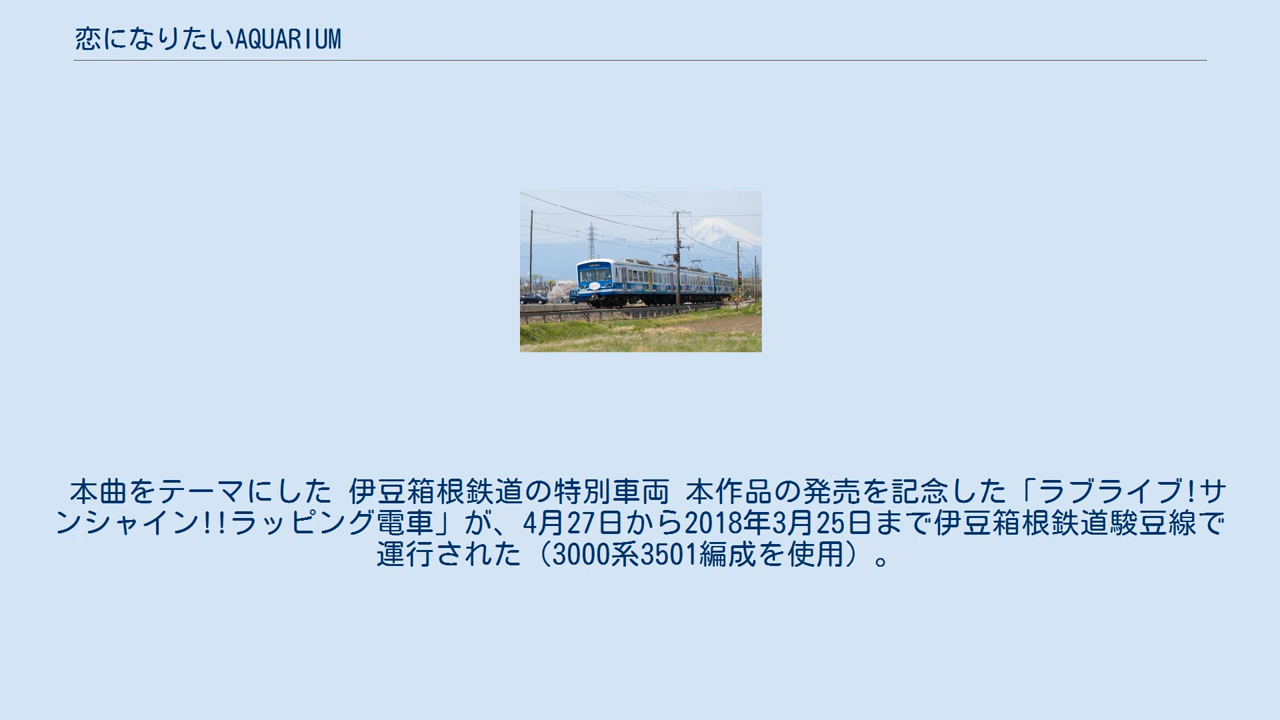 恋になりたいAQUARIUM
本曲をテーマにした 伊豆箱根鉄道の特別車両 本作品の発売を記念した「ラブライブ!サ
ンシャイン!!ラッピング電車」が、4月27日から2018年3月25日まで伊豆箱根鉄道駿豆線で
運行された（3000系3501編成を使用）。